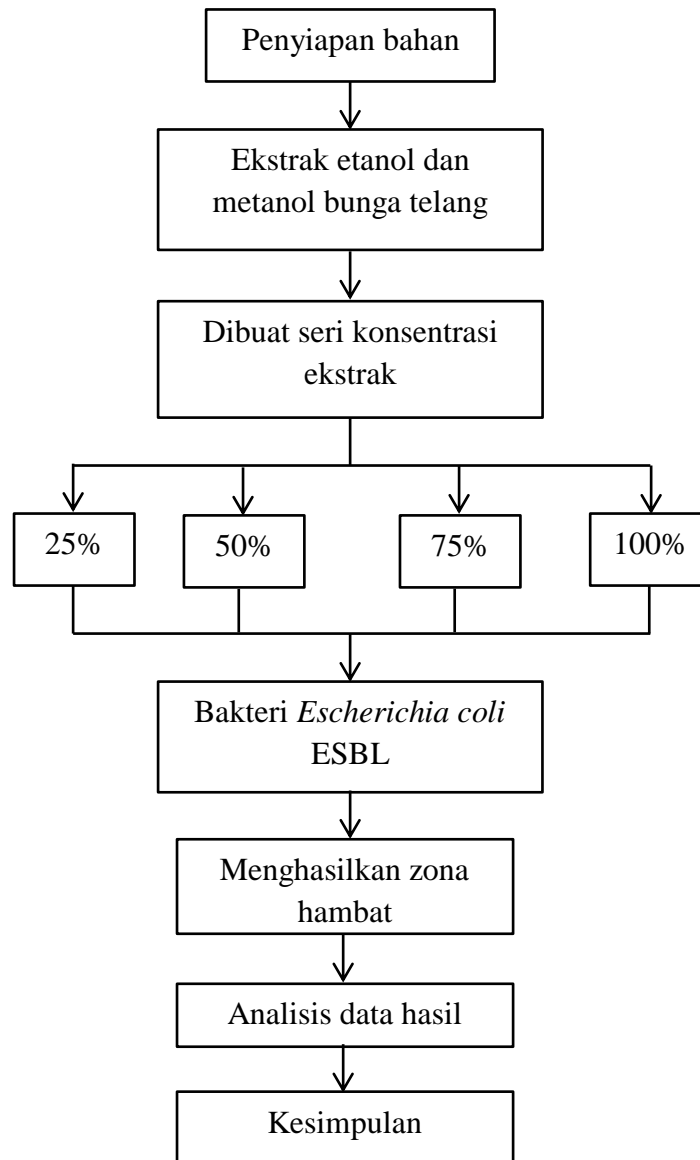 Penyiapan bahan
Ekstrak etanol dan
metanol bunga telang
Dibuat seri konsentrasi
ekstrak
25%
50%
75%
100%
Bakteri Escherichia coli
ESBL
Menghasilkan zona
hambat
Analisis data hasil
Kesimpulan